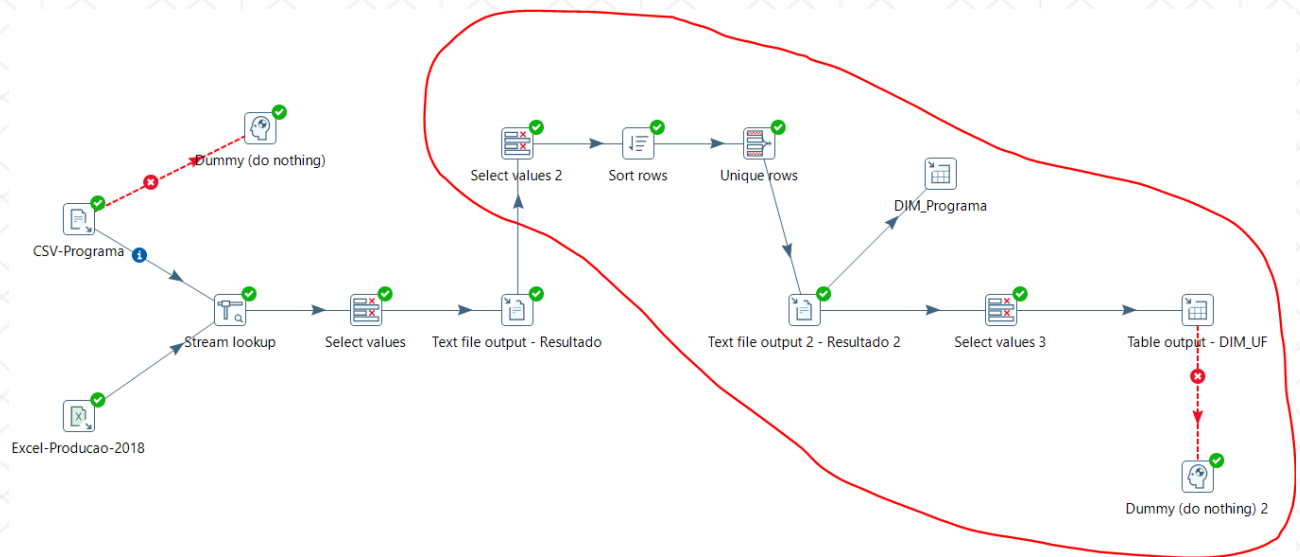 Dummy (do nothing)
Select values 2
Sort rows
Unique rows
DIM_Programa
CSV-Programa
Stream lookup
Select values
Text file output - Resultado
Text file output 2 - Resultado 2
Select values 3
Table output - DIM_UF
Excel-Producao-2018
Dummy (do nothing) 2